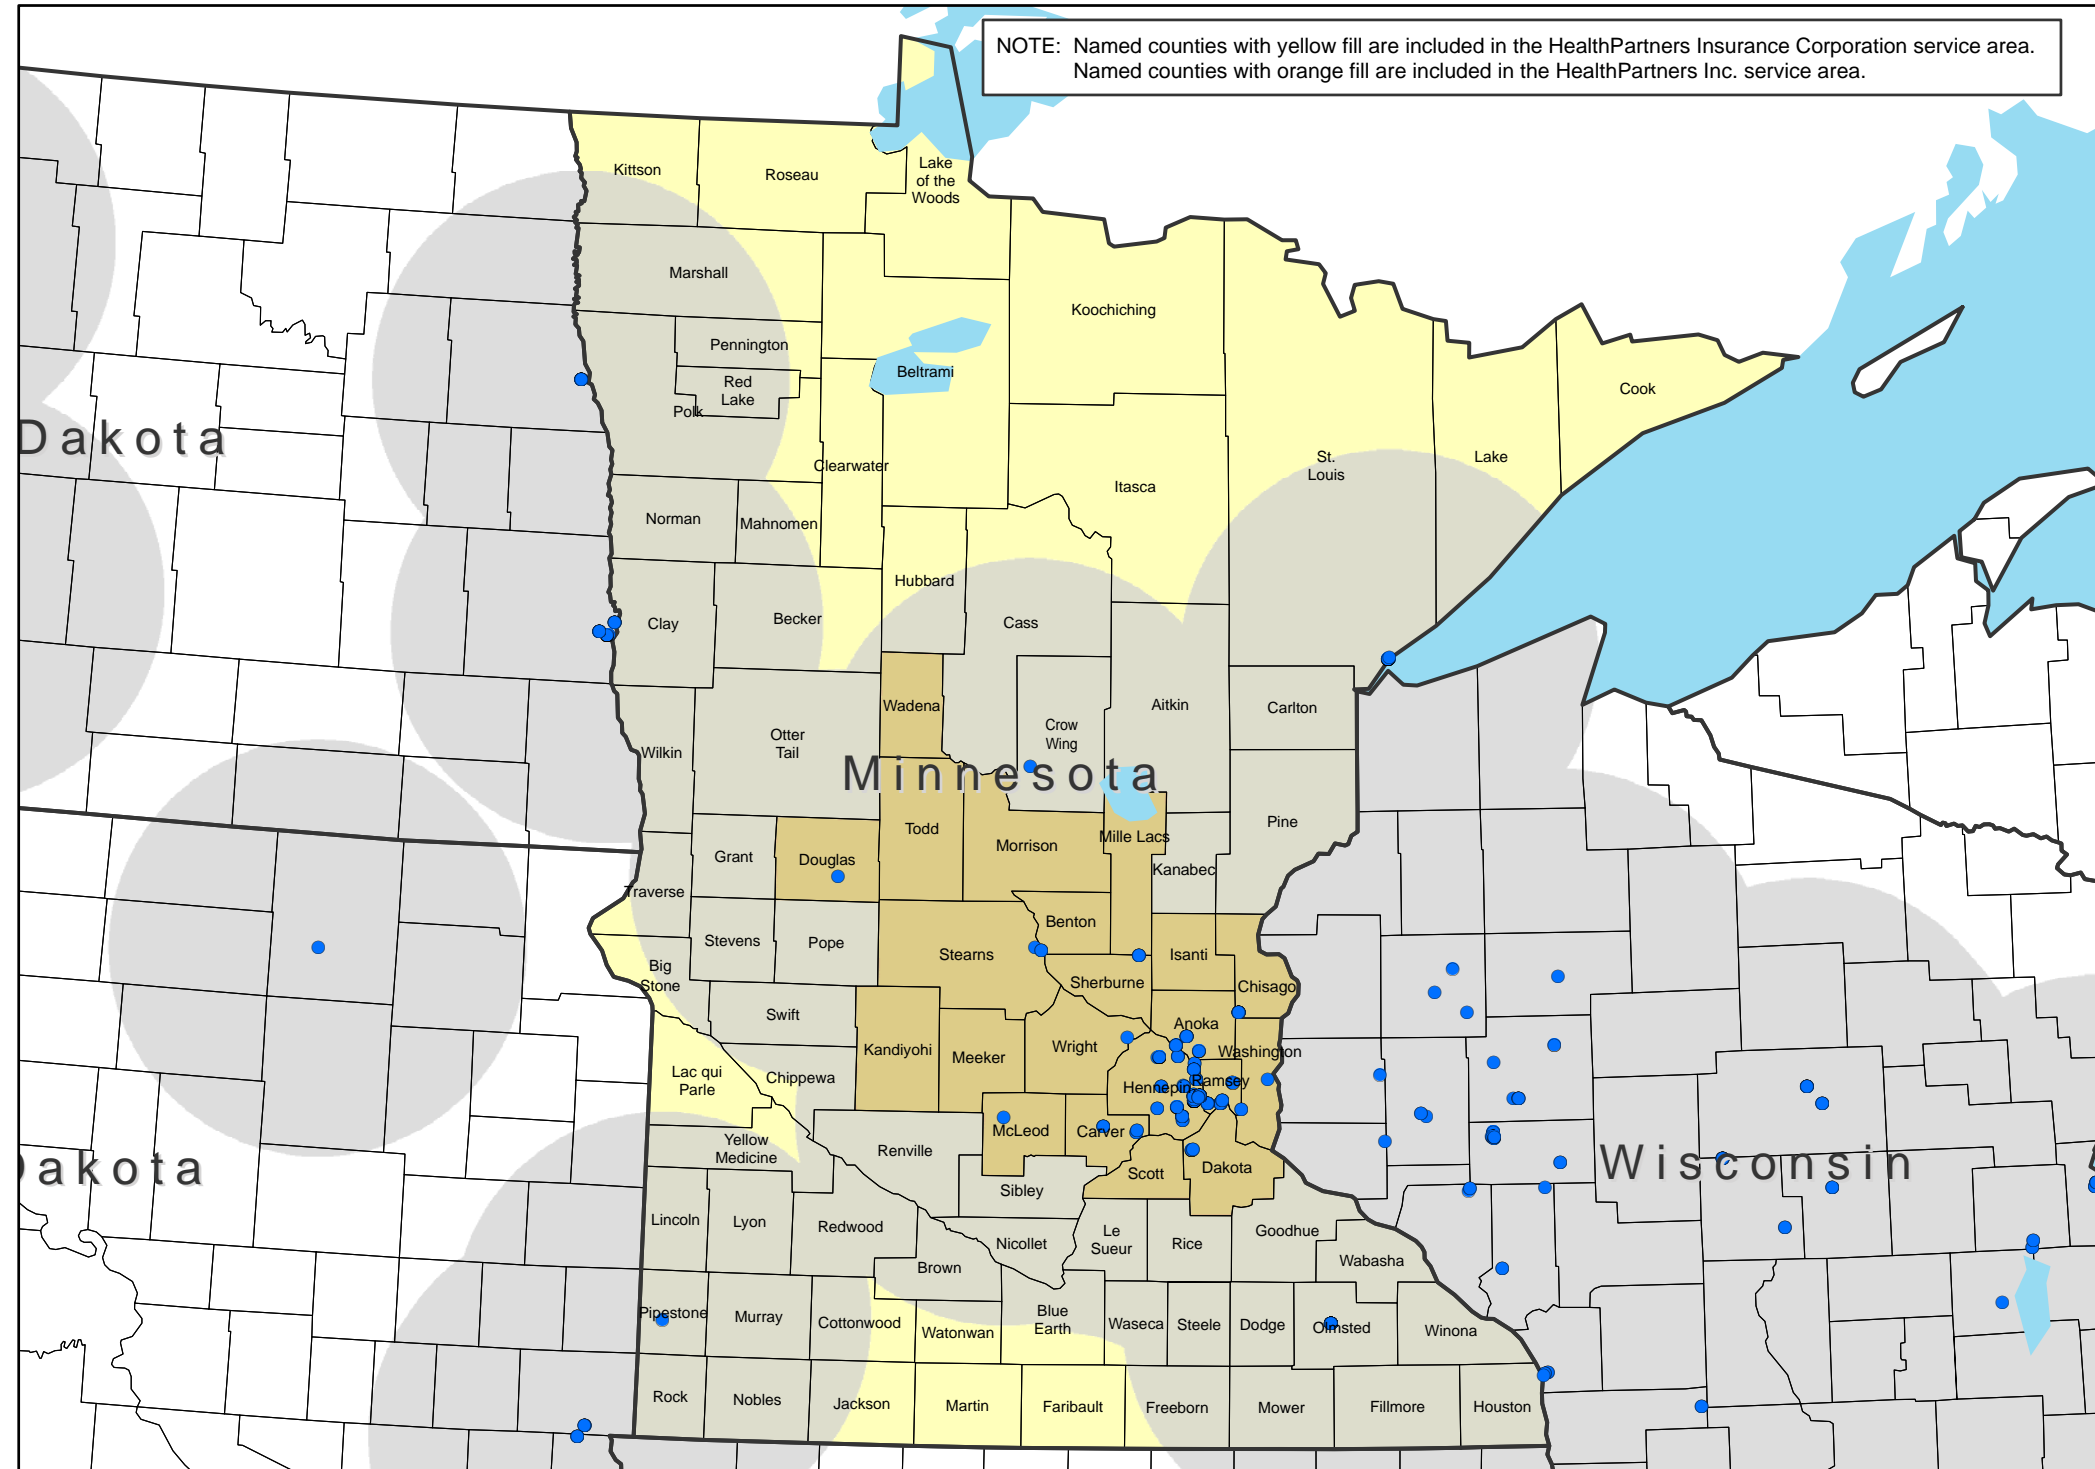 NOTE: Named counties with yellow fill are included in the HealthPartners Insurance Corporation service area.
Named counties with orange fill are included in the HealthPartners Inc. service area.
Kittson
Roseau
Lake
of the
Woods
Marshall
Koochiching
Pennington
Beltrami
Red
Lake
Polk
Cook
Dakota
Clearwater
St.
Louis
Lake
Itasca
Norman
Mahnomen
Hubbard
Clay
Becker
Cass
Wadena
Aitkin
Carlton
Crow
Wing
Otter
Tail
Wilkin
Minnesota
Pine
Todd
Morrison
Mille Lacs
Grant
Douglas
Kanabec
Traverse
Benton
Stevens
Pope
Stearns
Isanti
Big
Stone
Sherburne
Chisago
Swift
Anoka
Kandiyohi
Meeker
Wright
Washington
Lac qui
Parle
Chippewa
Hennepin
Ramsey
McLeod
Carver
Yellow
Medicine
Renville
Dakota
Scott
Dakota
Wisconsin
Sibley
Lincoln
Lyon
Redwood
Nicollet
Le
Sueur
Rice
Goodhue
Wabasha
Brown
Pipestone
Murray
Cottonwood
Watonwan
Blue
Earth
Waseca
Steele
Dodge
Olmsted
Winona
Rock
Nobles
Jackson
Martin
Faribault
Freeborn
Mower
Fillmore
Houston